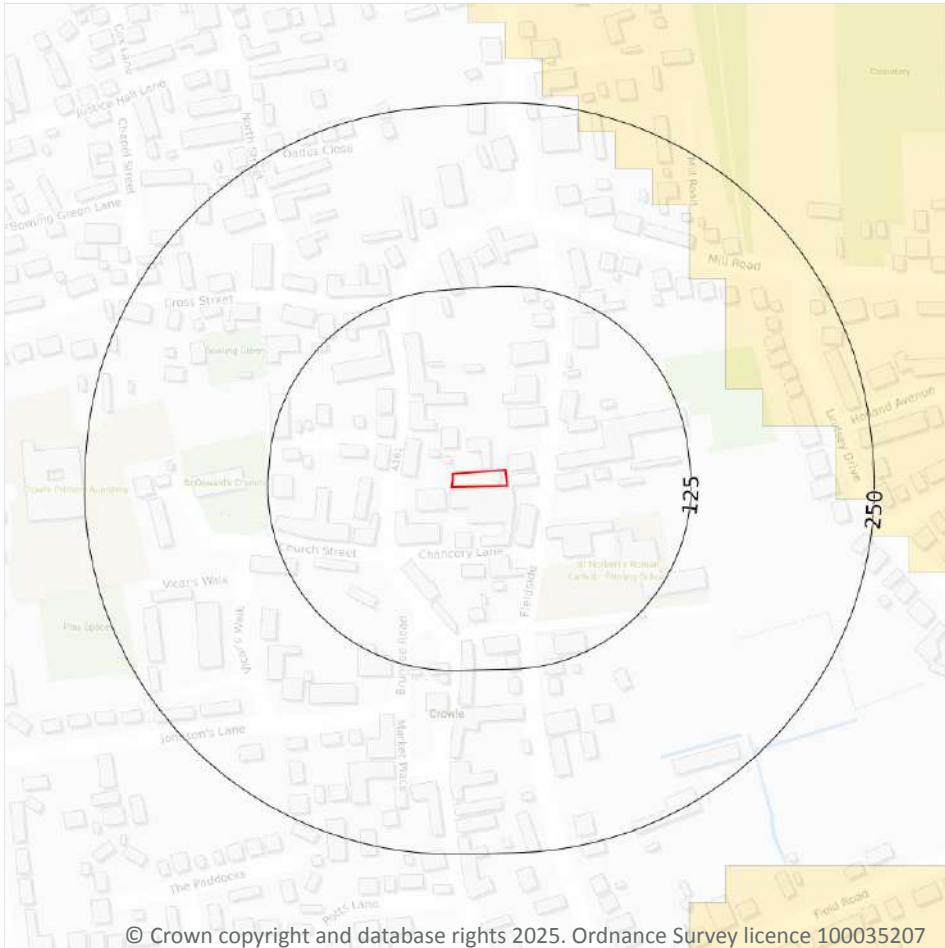 Cox Lane
Justice Hall Lane
Chapel Street
North Street
Cemetery
Godds Close
Mill Road
Bowling Green Lane
Mill Road
Cross Street
Bowling Green
Holland Avenue
Lindsey Drive
A161
St Oswald's Church
Crowle Primary Academy
125
250
Church Street
Chancery Lane
St Norbert's Roman
Catholic Primary School
Vicar's Walk
Fieldside
Play Space
Vicar's Walk
Brunyee Road
Crowle
Johnson's Lane
Market Place
The Paddocks
Potts Lane
Field Road
© Crown copyright and database rights 2025. Ordnance Survey licence 100035207